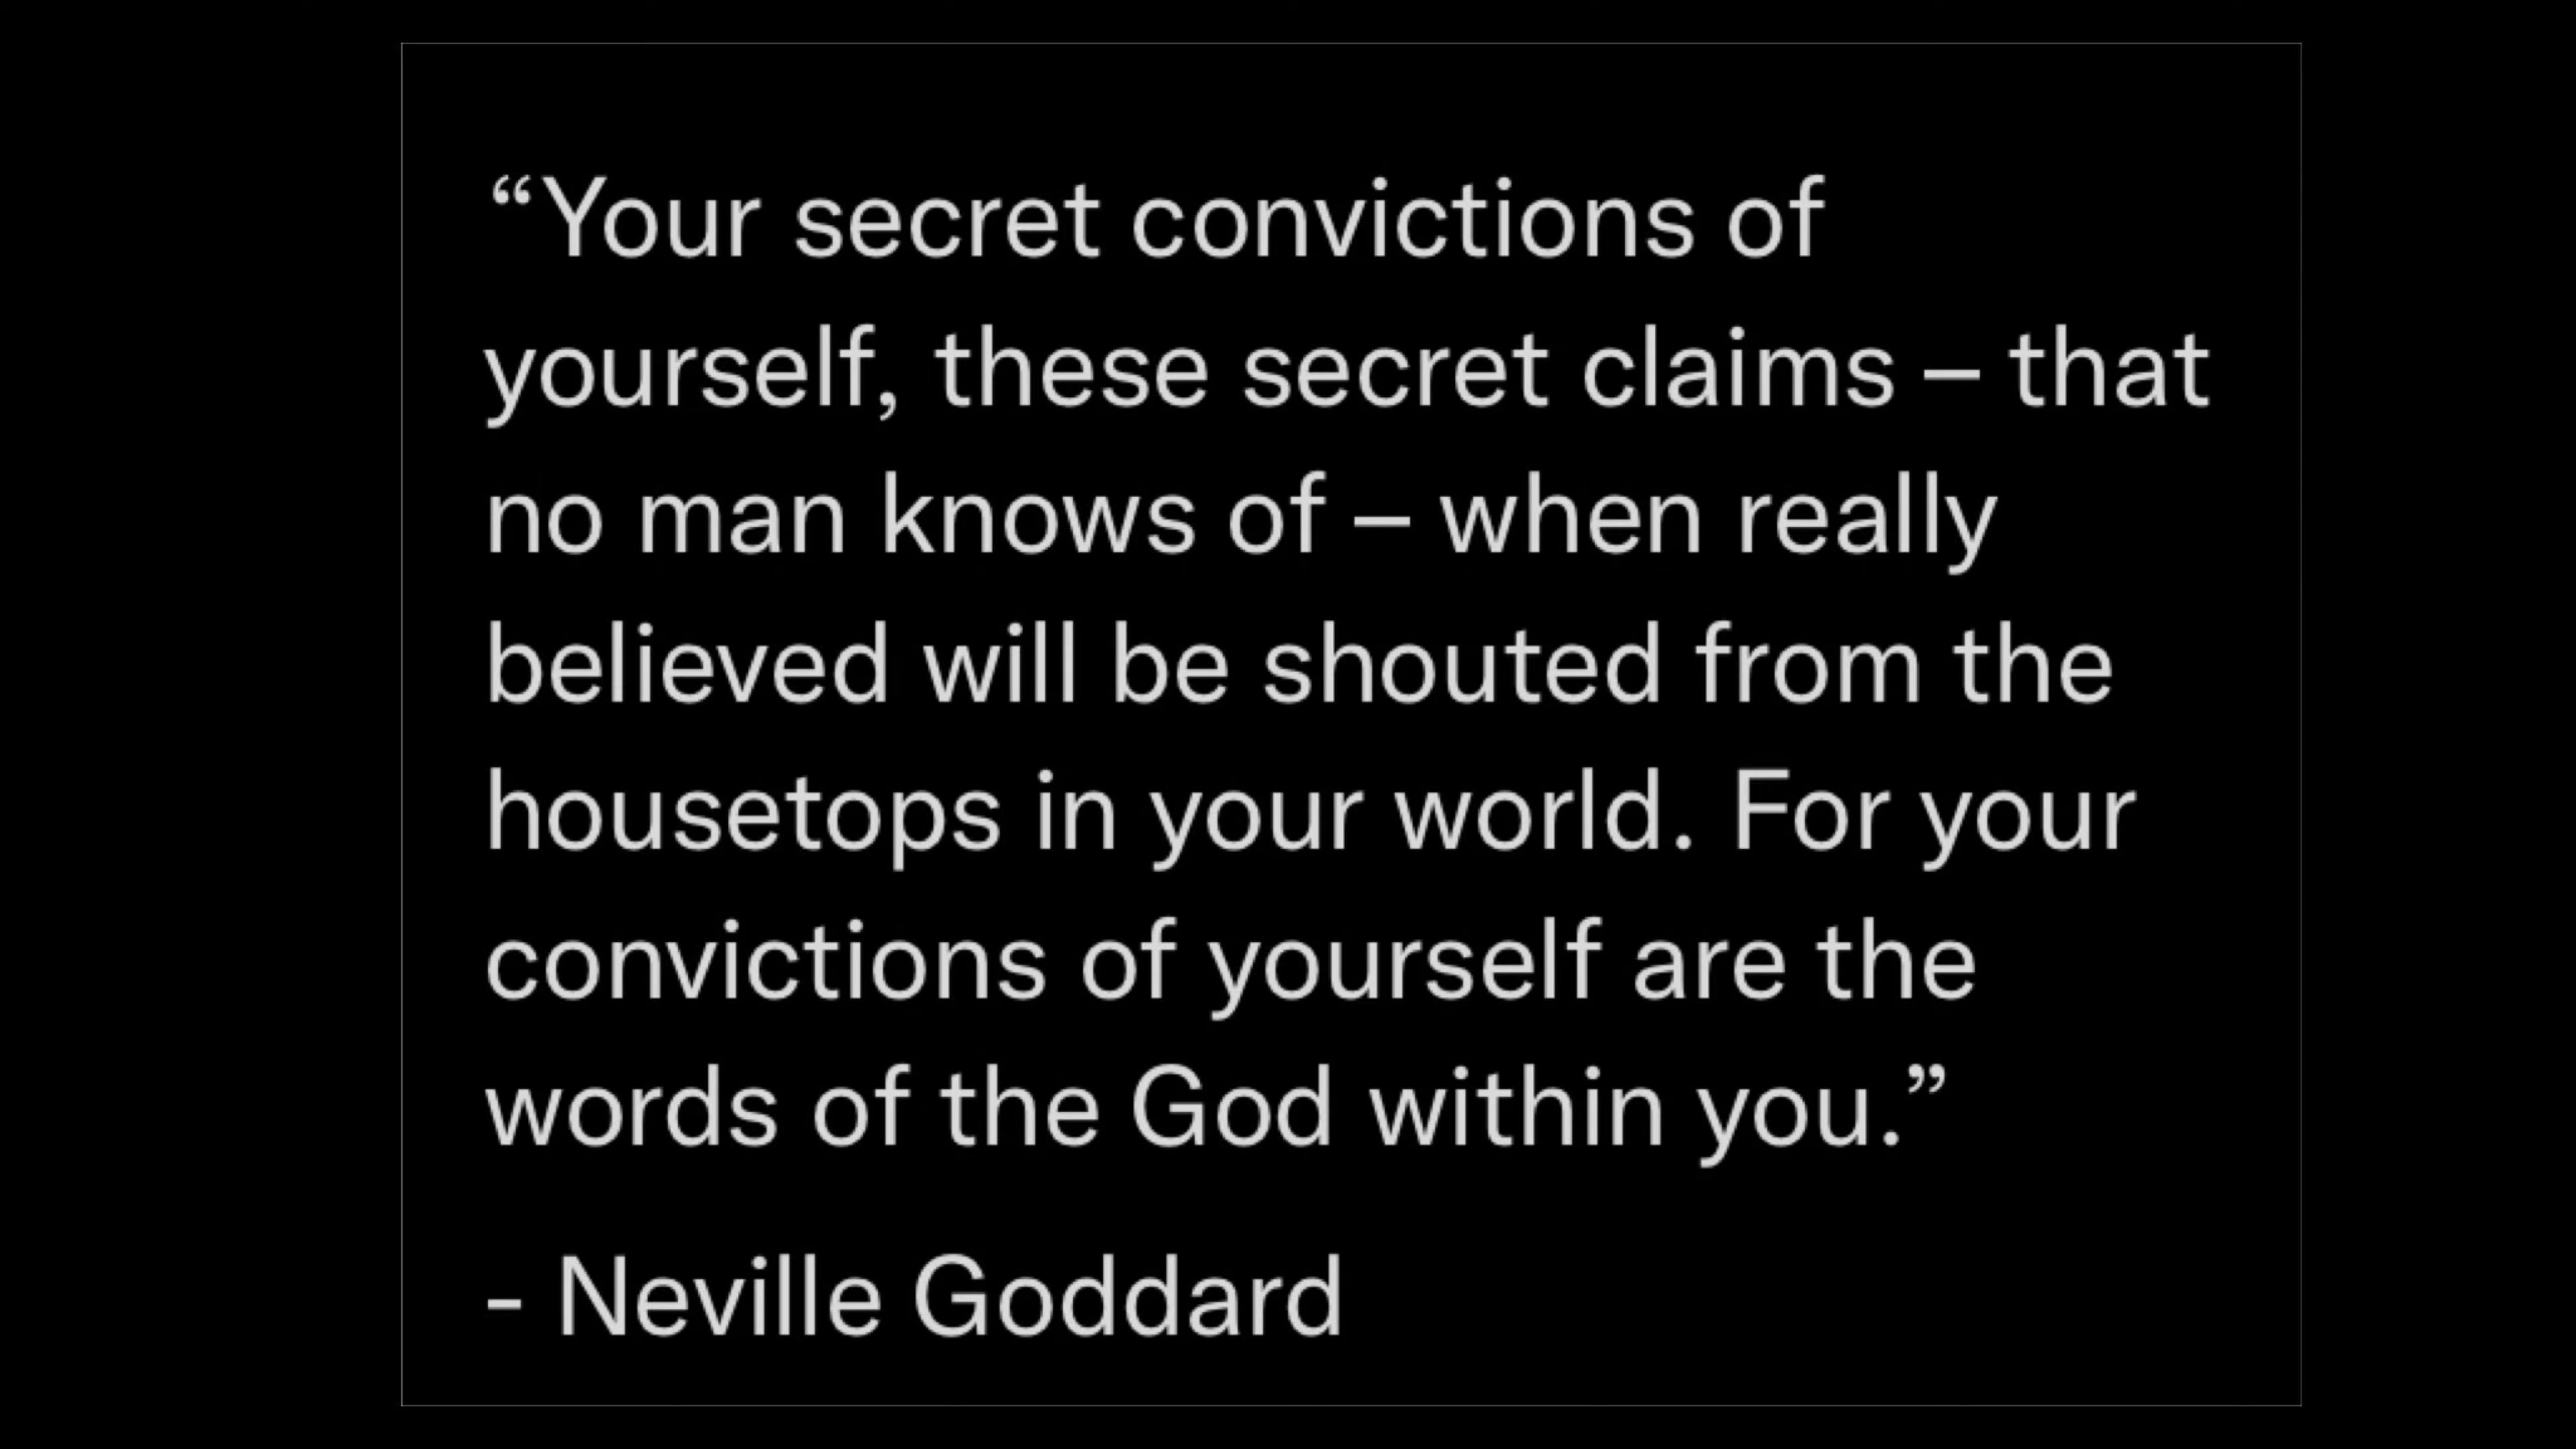 “Your secret convictions of
yourself, these secret claims – that
no man knows of – when really
believed will be shouted from the
housetops in your world. For your
convictions of yourself are the
words of the God within you.”
- Neville Goddard